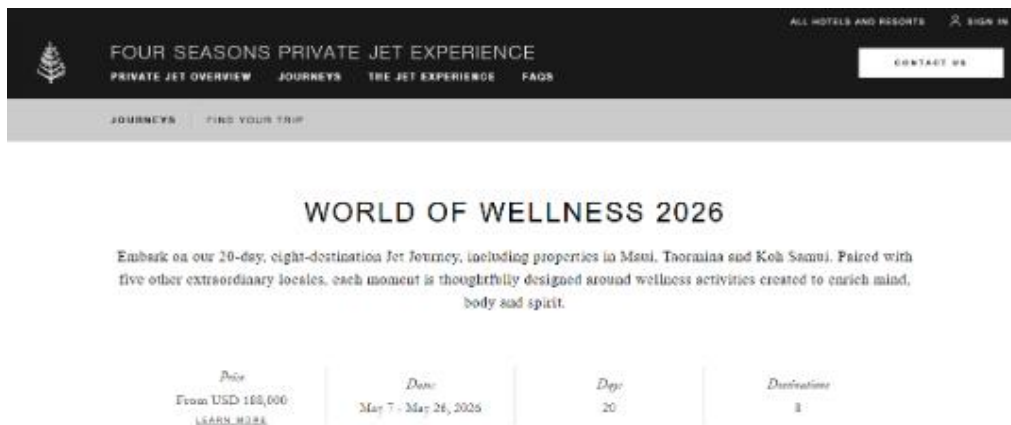 ALL HOTELS AND RESORTS SIGN IN
FOUR SEASONS PRIVATE JET EXPERIENCE
CONTACT US
PRIVATE JET OVERVIEW JOURNEYS THE JET EXPERIENCE FAQS
JOURNEYS FIND YOUR TRIP
WORLD OF WELLNESS 2026
Embark on our 20-day, eight-destination Jet Journey, including properties in Maui, Taormina and Koh Samui. Paired with
five other extraordinary locales, each moment is thoughtfully designed around wellness activities created to enrich mind,
body and spirit.
Price Dates Days Destinations
From USD 188,000 May 7 - May 26, 2026 20 8
LEARN MORE